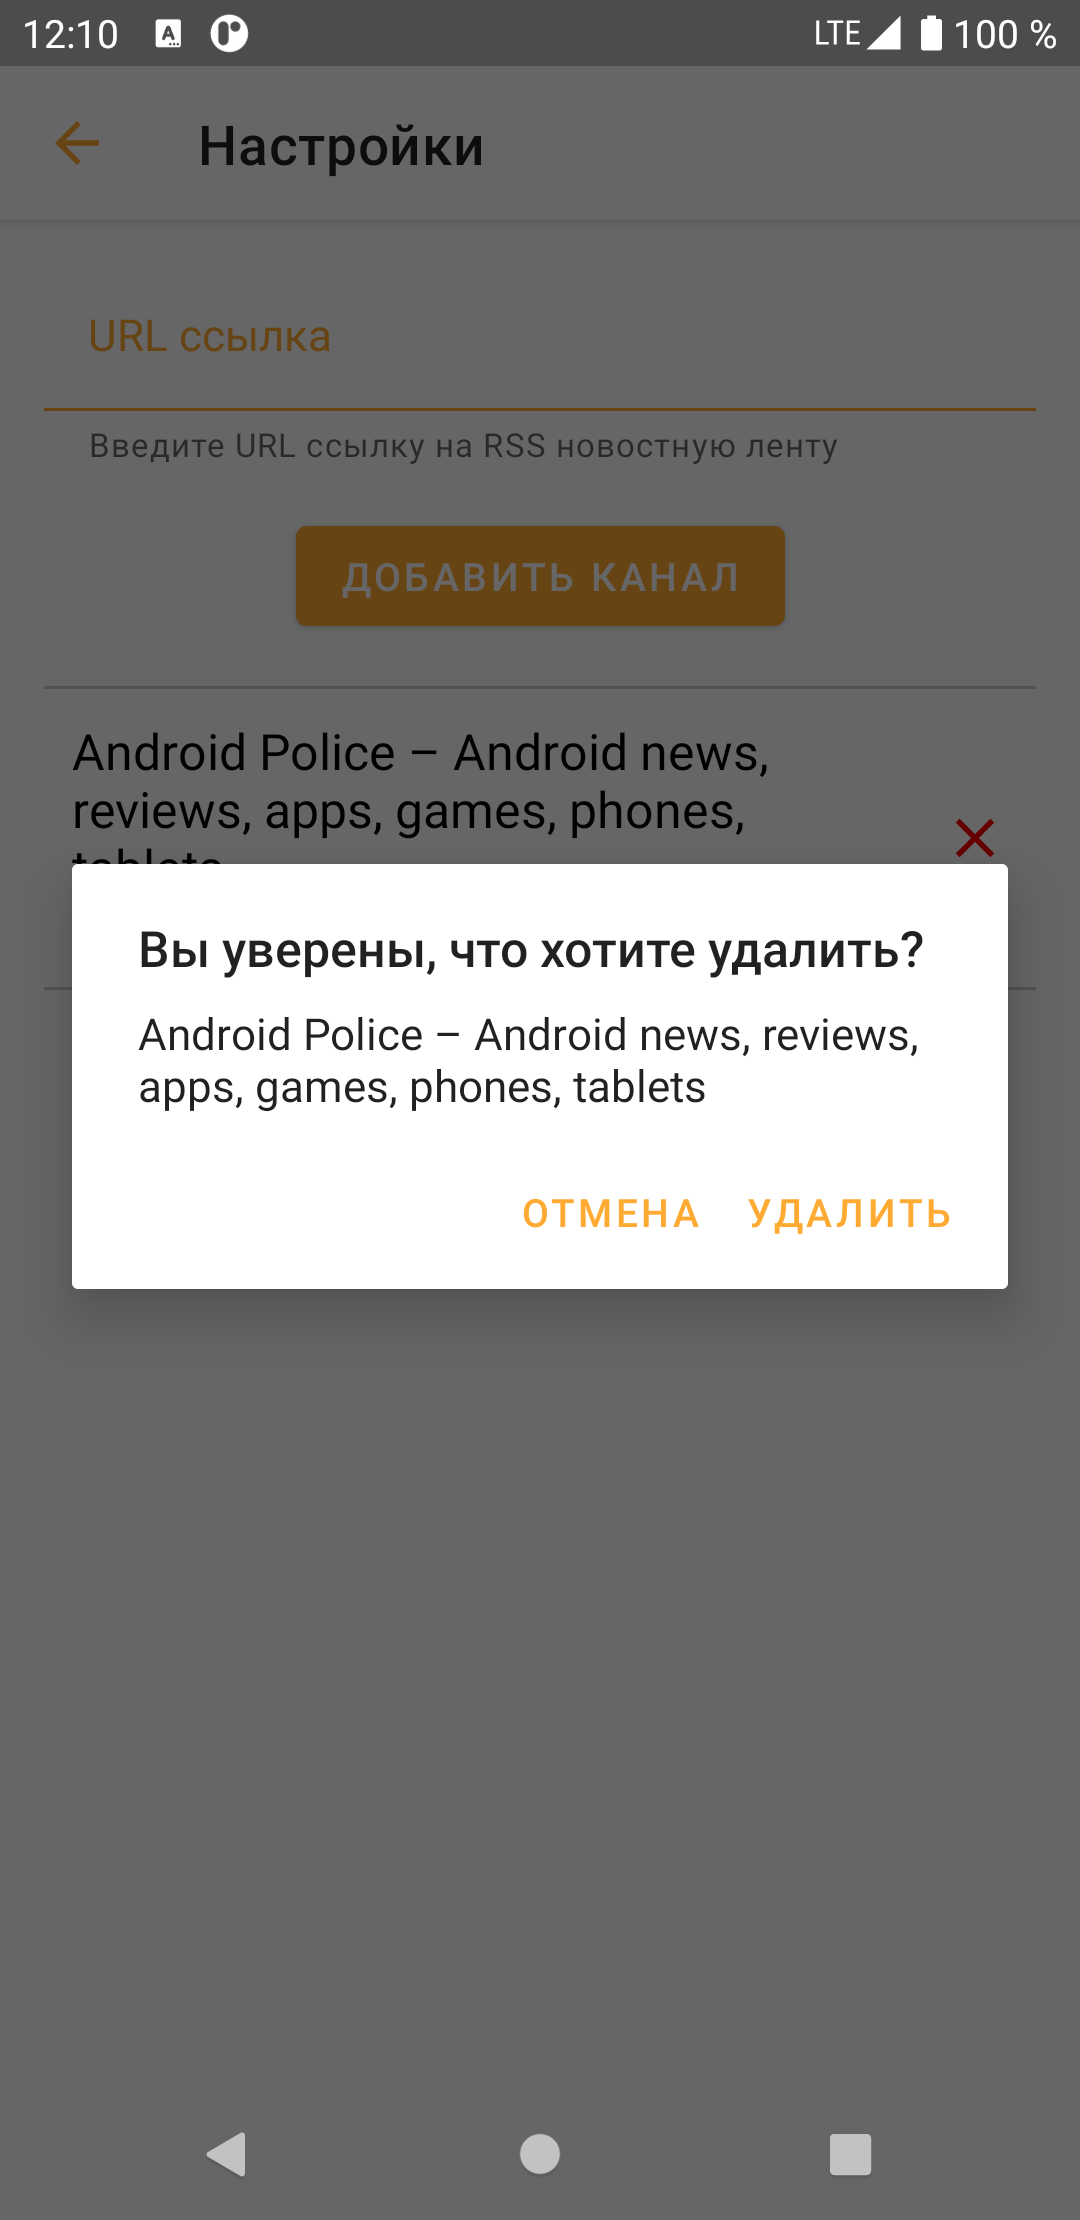 12:10 LTE 100 %
Настройки
URL ссылка
Введите URL ссылку на RSS новостную ленту
ДОБАВИТЬ КАНАЛ
Android Police – Android news,
reviews, apps, games, phones,
tablets
Вы уверены, что хотите удалить?
Android Police – Android news, reviews,
apps, games, phones, tablets
ОТМЕНА УДАЛИТЬ